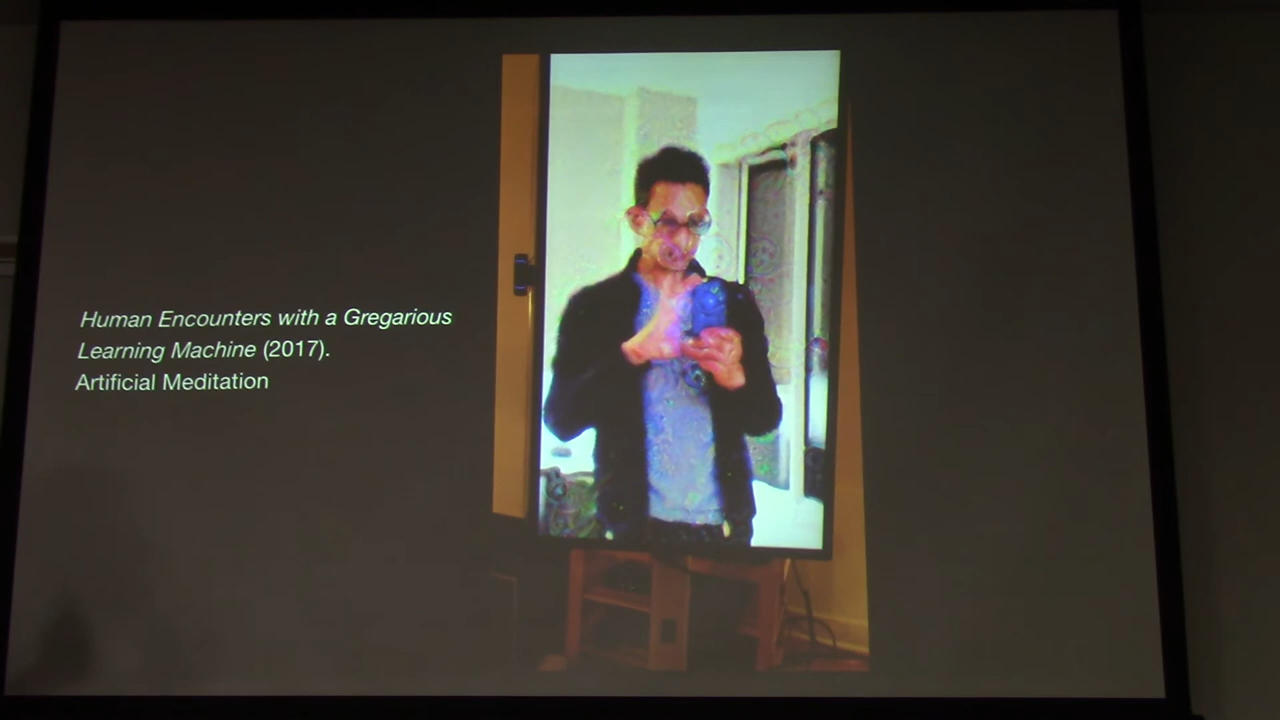 Human Encounters with a Gregarious
Learning Machine (2017).
Artificial Meditation